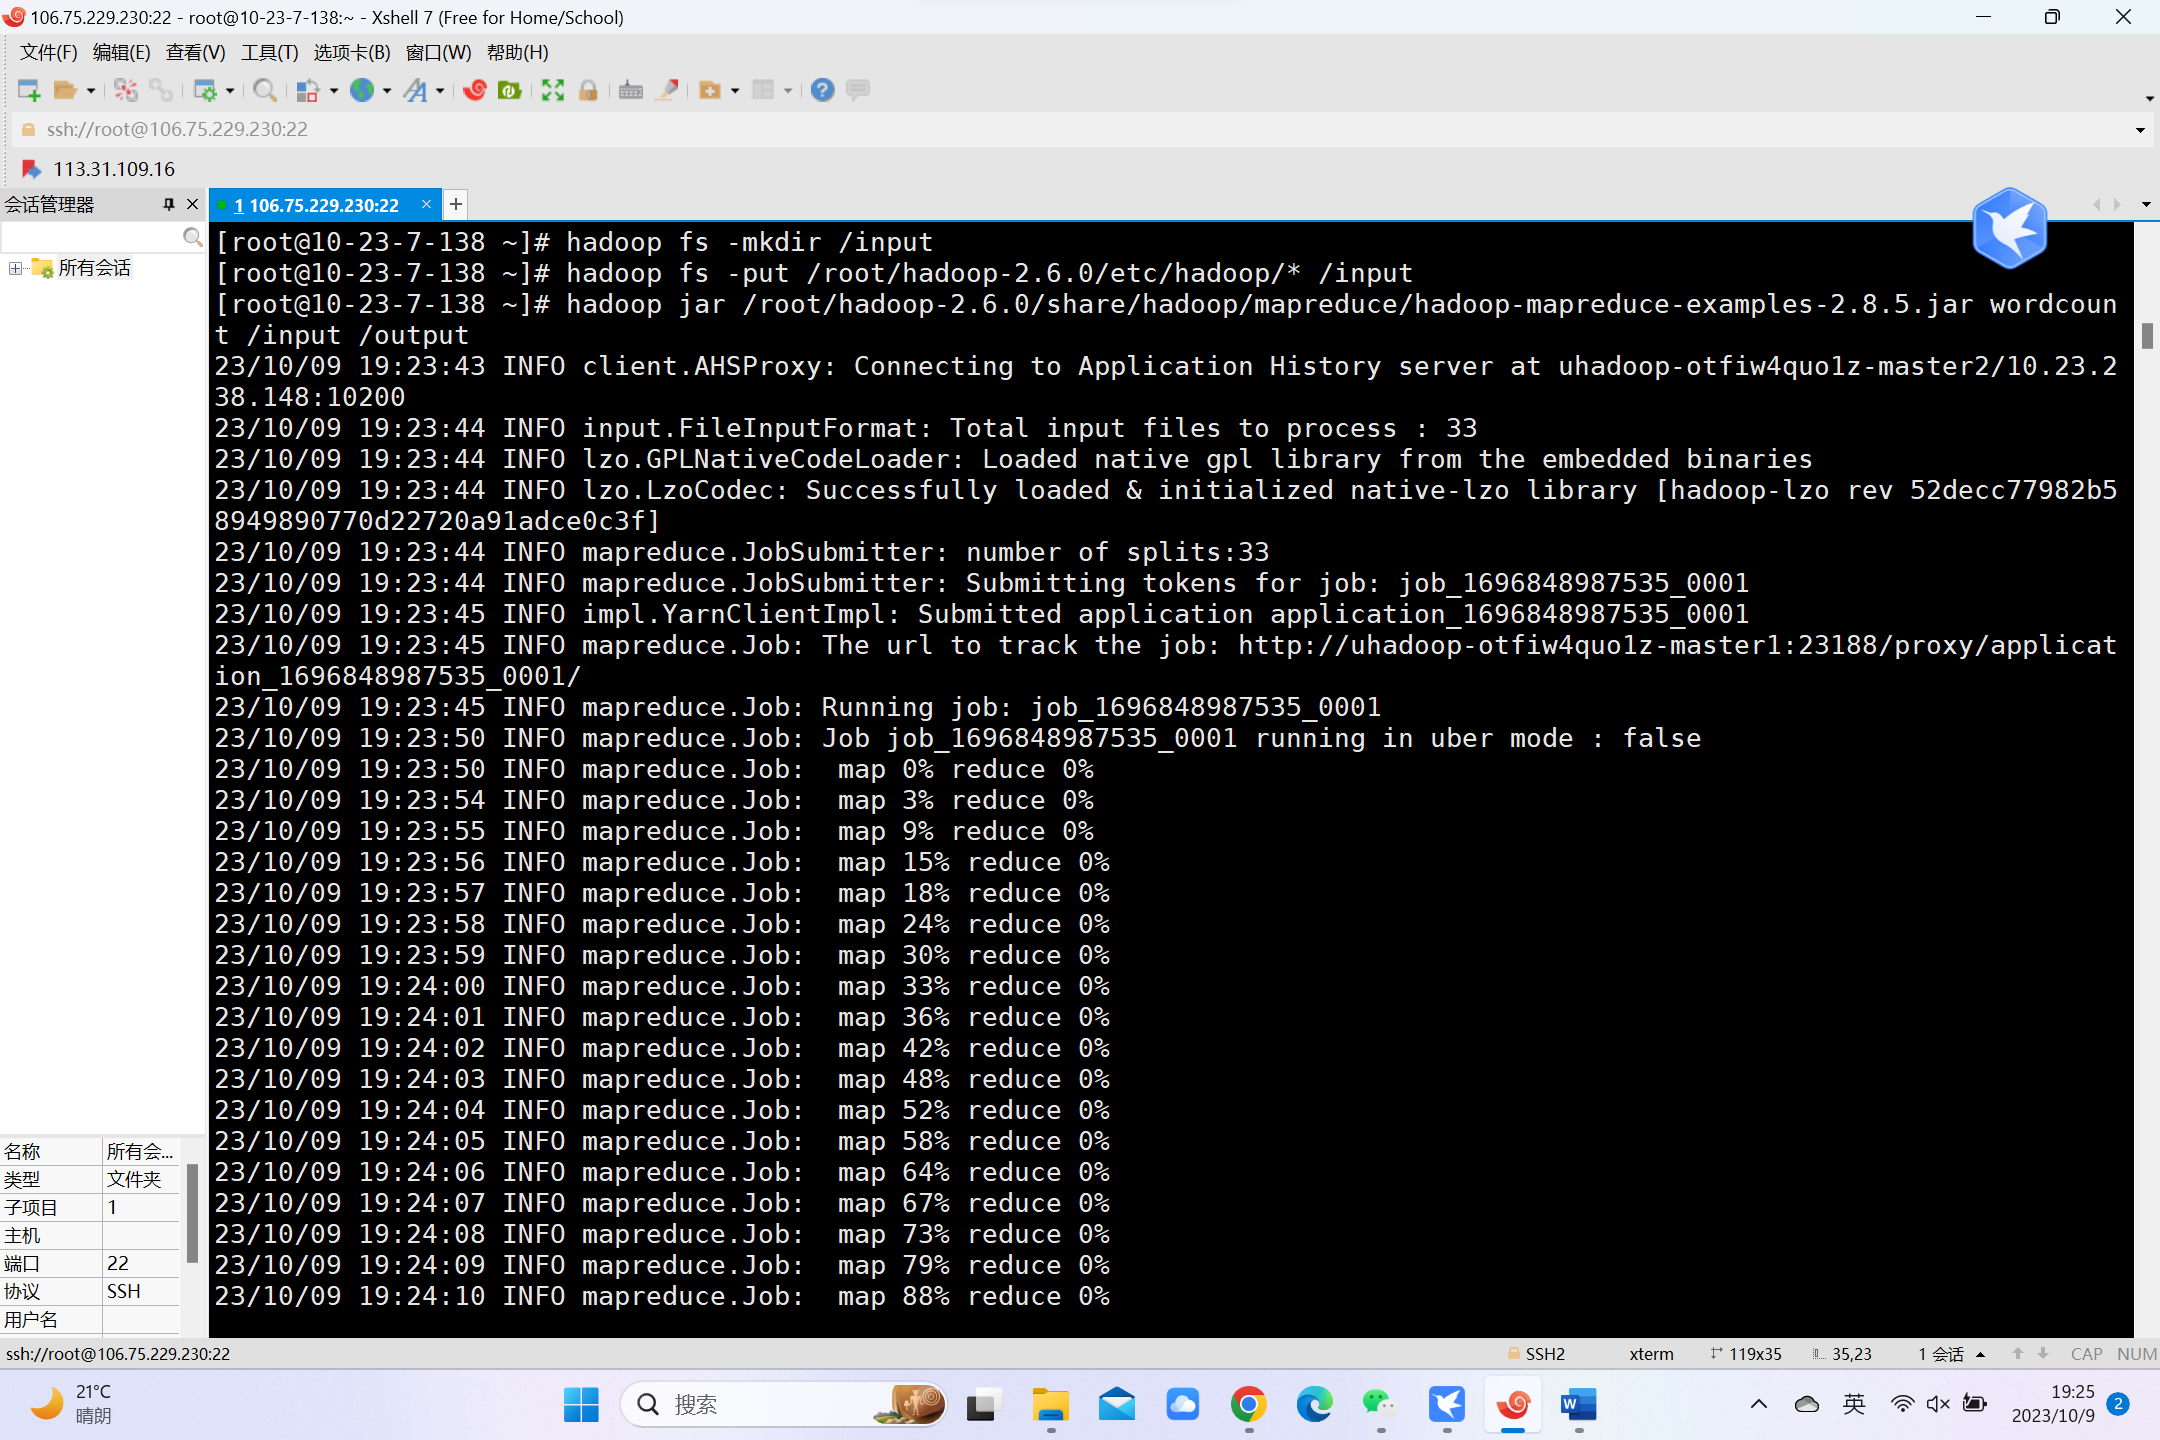 106.75.229.230:22 - root@10-23-7-138:~ - Xshell 7 (Free for Home/School)
文件(F) 编辑(E) 查看(V) 工具(T) 选项卡(B) 窗口(W) 帮助(H)
ssh://root@106.75.229.230:22
113.31.109.16
会话管理器
1 106.75.229.230:22
所有会话
[root@10-23-7-138 ~]# hadoop fs -mkdir /input
[root@10-23-7-138 ~]# hadoop fs -put /root/hadoop-2.6.0/etc/hadoop/* /input
[root@10-23-7-138 ~]# hadoop jar /root/hadoop-2.6.0/share/hadoop/mapreduce/hadoop-mapreduce-examples-2.8.5.jar wordcoun
t /input /output
23/10/09 19:23:43 INFO client.AHSProxy: Connecting to Application History server at uhadoop-otfiw4quo1z-master2/10.23.2
38.148:10200
23/10/09 19:23:44 INFO input.FileInputFormat: Total input files to process : 33
23/10/09 19:23:44 INFO lzo.GPLNativeCodeLoader: Loaded native gpl library from the embedded binaries
23/10/09 19:23:44 INFO lzo.LzoCodec: Successfully loaded & initialized native-lzo library [hadoop-lzo rev 52decc77982b5
8949890770d22720a91adce0c3f]
23/10/09 19:23:44 INFO mapreduce.JobSubmitter: number of splits:33
23/10/09 19:23:44 INFO mapreduce.JobSubmitter: Submitting tokens for job: job_1696848987535_0001
23/10/09 19:23:45 INFO impl.YarnClientImpl: Submitted application application_1696848987535_0001
23/10/09 19:23:45 INFO mapreduce.Job: The url to track the job: http://uhadoop-otfiw4quo1z-master1:23188/proxy/applicat
ion_1696848987535_0001/
23/10/09 19:23:45 INFO mapreduce.Job: Running job: job_1696848987535_0001
23/10/09 19:23:50 INFO mapreduce.Job: Job job_1696848987535_0001 running in uber mode : false
23/10/09 19:23:50 INFO mapreduce.Job:  map 0% reduce 0%
23/10/09 19:23:54 INFO mapreduce.Job:  map 3% reduce 0%
23/10/09 19:23:55 INFO mapreduce.Job:  map 9% reduce 0%
23/10/09 19:23:56 INFO mapreduce.Job:  map 15% reduce 0%
23/10/09 19:23:57 INFO mapreduce.Job:  map 18% reduce 0%
23/10/09 19:23:58 INFO mapreduce.Job:  map 24% reduce 0%
23/10/09 19:23:59 INFO mapreduce.Job:  map 30% reduce 0%
23/10/09 19:24:00 INFO mapreduce.Job:  map 33% reduce 0%
23/10/09 19:24:01 INFO mapreduce.Job:  map 36% reduce 0%
23/10/09 19:24:02 INFO mapreduce.Job:  map 42% reduce 0%
23/10/09 19:24:03 INFO mapreduce.Job:  map 48% reduce 0%
23/10/09 19:24:04 INFO mapreduce.Job:  map 52% reduce 0%
23/10/09 19:24:05 INFO mapreduce.Job:  map 58% reduce 0%
23/10/09 19:24:06 INFO mapreduce.Job:  map 64% reduce 0%
23/10/09 19:24:07 INFO mapreduce.Job:  map 67% reduce 0%
23/10/09 19:24:08 INFO mapreduce.Job:  map 73% reduce 0%
23/10/09 19:24:09 INFO mapreduce.Job:  map 79% reduce 0%
23/10/09 19:24:10 INFO mapreduce.Job:  map 88% reduce 0%
名称 所有会...
类型 文件夹
子项目 1
主机
端口 22
协议 SSH
用户名
ssh://root@106.75.229.230:22 SSH2 xterm 119x35 35,23 1 会话 CAP NUM
21°C
晴朗
搜索
英
19:25
2023/10/9
2